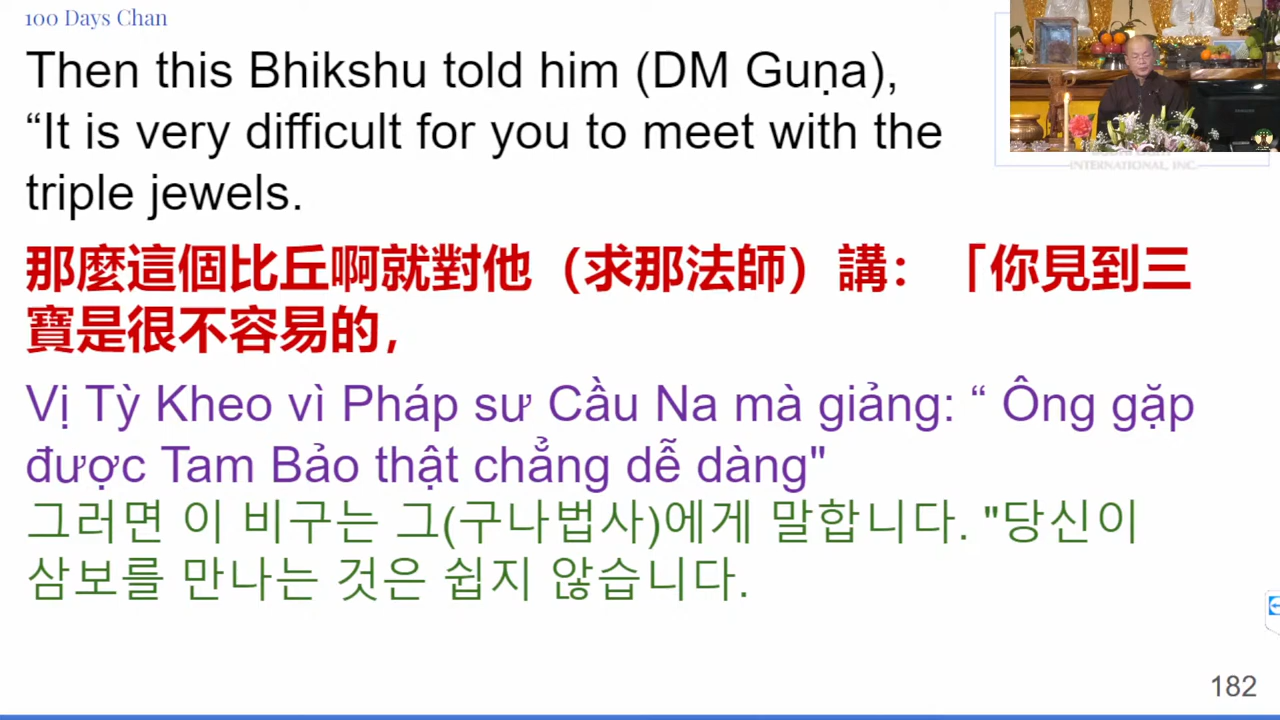 100 Days Chan
Then this Bhikshu told him (DM Guṇa),
“It is very difficult for you to meet with the
triple jewels.
那麼這個比丘啊就對他（求那法師）講：「你見到三
寶是很不容易的，
Vị Tỳ Kheo vì Pháp sư Cầu Na mà giảng: “ Ông gặp
được Tam Bảo thật chẳng dễ dàng"
그러면 이 비구는 그(구나법사)에게 말합니다. "당신이
삼보를 만나는 것은 쉽지 않습니다.
INTERNATIONAL, INC.
182